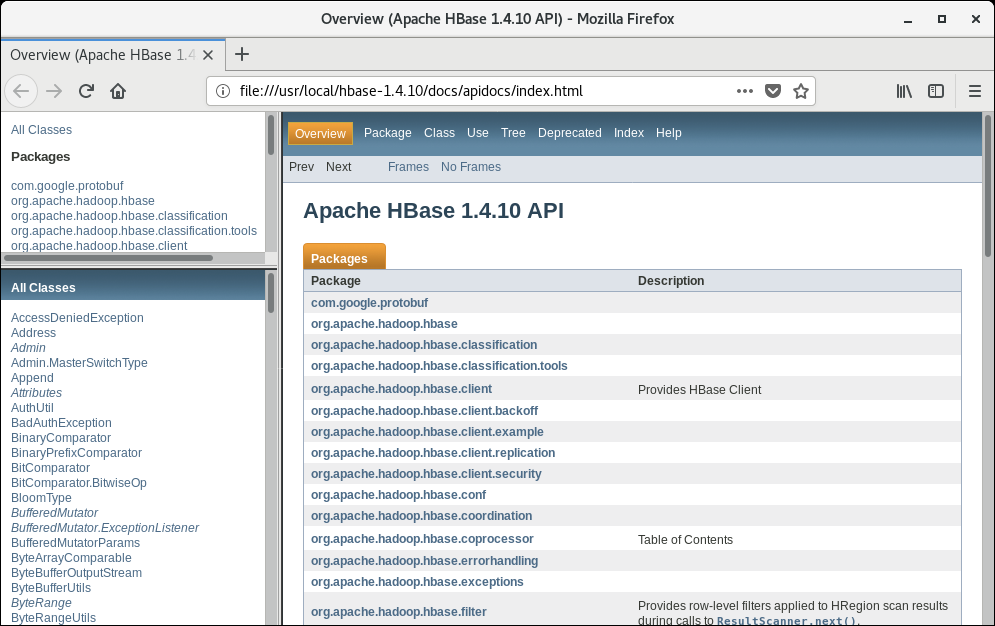 Overview (Apache HBase 1.4.10 API) - Mozilla Firefox
Overview (Apache HBase 1.4
file:///usr/local/hbase-1.4.10/docs/apidocs/index.html
All Classes
Packages
com.google.protobuf
org.apache.hadoop.hbase
org.apache.hadoop.hbase.classification
org.apache.hadoop.hbase.classification.tools
org.apache.hadoop.hbase.client
All Classes
AccessDeniedException
Address
Admin
Admin.MasterSwitchType
Append
Attributes
AuthUtil
BadAuthException
BinaryComparator
BinaryPrefixComparator
BitComparator
BitComparator.BitwiseOp
BloomType
BufferedMutator
BufferedMutator.ExceptionListener
BufferedMutatorParams
ByteArrayComparable
ByteBufferOutputStream
ByteBufferUtils
ByteRange
ByteRangeUtils
Overview Package Class Use Tree Deprecated Index Help
Prev Next Frames No Frames
Apache HBase 1.4.10 API
Packages
Package Description
com.google.protobuf
org.apache.hadoop.hbase
org.apache.hadoop.hbase.classification
org.apache.hadoop.hbase.classification.tools
org.apache.hadoop.hbase.client Provides HBase Client
org.apache.hadoop.hbase.client.backoff
org.apache.hadoop.hbase.client.example
org.apache.hadoop.hbase.client.replication
org.apache.hadoop.hbase.client.security
org.apache.hadoop.hbase.conf
org.apache.hadoop.hbase.coordination
org.apache.hadoop.hbase.coprocessor Table of Contents
org.apache.hadoop.hbase.errorhandling
org.apache.hadoop.hbase.exceptions
org.apache.hadoop.hbase.filter Provides row-level filters applied to HRegion scan results
during calls to ResultScanner.next().